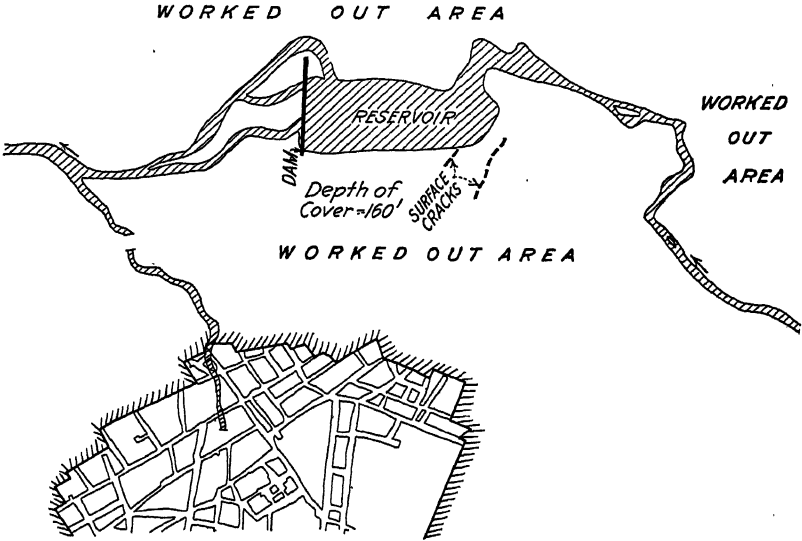 WORKED OUT AREA
WORKED
OUT
AREA
RESERVOIR
DAM
Depth of
Cover=160'
SURFACE
CRACKS
WORKED OUT AREA